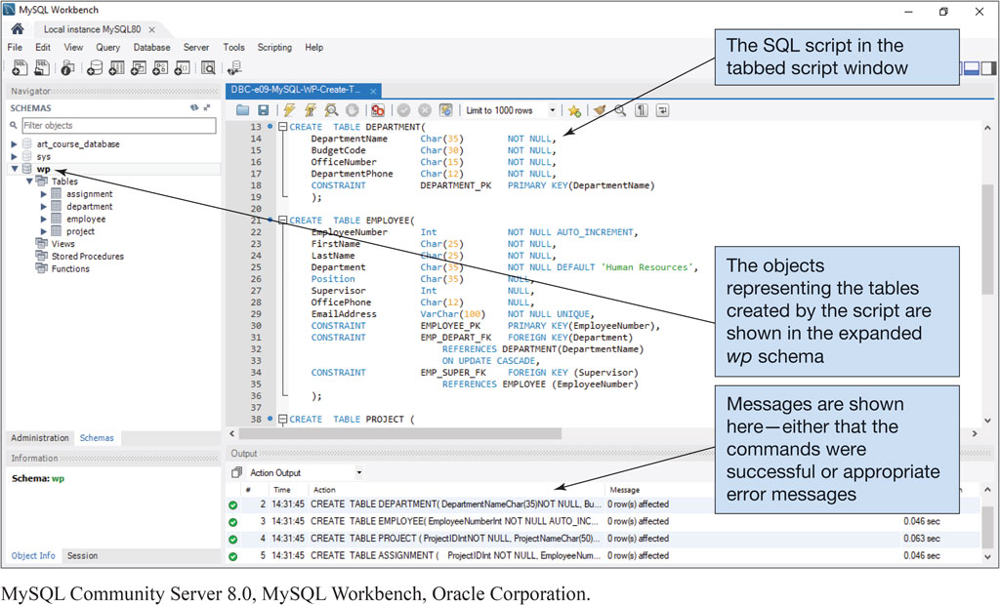 MySQL Workbench
Local instance MySQL80 ×
File Edit View Query Database Server Tools Scripting Help
Navigator
SCHEMAS
Filter objects
art_course_database
sys
wp
Tables
assignment
department
employee
project
Views
Stored Procedures
Functions
Administration Schemas
Information
Schema: wp
Object Info Session
DBC-e09-MySQL-WP-Create-T... ×
Limit to 1000 rows
13 CREATE TABLE DEPARTMENT(
14 DepartmentName Char(35) NOT NULL,
15 BudgetCode Char(30) NOT NULL,
16 OfficeNumber Char(15) NOT NULL,
17 DepartmentPhone Char(12) NOT NULL,
18 CONSTRAINT DEPARTMENT_PK PRIMARY KEY(DepartmentName)
19 );
20
21 CREATE TABLE EMPLOYEE(
22 EmployeeNumber Int NOT NULL AUTO_INCREMENT,
23 FirstName Char(25) NOT NULL,
24 LastName Char(25) NOT NULL,
25 Department Char(35) NOT NULL DEFAULT 'Human Resources',
26 Position Char(35) NULL,
27 Supervisor Int NULL,
28 OfficePhone Char(12) NULL,
29 EmailAddress VarChar(100) NOT NULL UNIQUE,
30 CONSTRAINT EMPLOYEE_PK PRIMARY KEY(EmployeeNumber),
31 CONSTRAINT EMP_DEPART_FK FOREIGN KEY(Department)
32 REFERENCES DEPARTMENT(DepartmentName)
33 ON UPDATE CASCADE,
34 CONSTRAINT EMP_SUPER_FK FOREIGN KEY (Supervisor)
35 REFERENCES EMPLOYEE (EmployeeNumber)
36 );
37
38 CREATE TABLE PROJECT (
Output
Action Output
# Time Action Message
2 14:31:45 CREATE TABLE DEPARTMENT( DepartmentNameChar(35)NOT NULL, Bu... 0 row(s) affected
3 14:31:45 CREATE TABLE EMPLOYEE( EmployeeNumberInt NOT NULL AUTO_INC... 0 row(s) affected 0.046 sec
4 14:31:45 CREATE TABLE PROJECT ( ProjectIDIntNOT NULL, ProjectNameChar(50)... 0 row(s) affected 0.063 sec
5 14:31:45 CREATE TABLE ASSIGNMENT ( ProjectIDInt NOT NULL, EmployeeNum... 0 row(s) affected 0.046 sec
The SQL script in the
tabbed script window
The objects
representing the tables
created by the script are
shown in the expanded
wp schema
Messages are shown
here—either that the
commands were
successful or appropriate
error messages
MySQL Community Server 8.0, MySQL Workbench, Oracle Corporation.